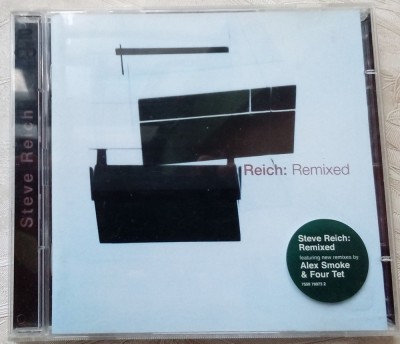 Steve Reich
Reich: Remixed
Steve Reich:
Remixed
featuring new remixes by
Alex Smoke
& Four Tet